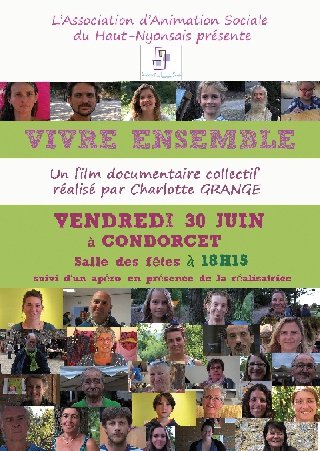 L'Association d'Animation Sociale
du Haut-Nyonsais présente
VIVRE ENSEMBLE
Un film documentaire collectif
réalisé par Charlotte GRANGE
VENDREDI 30 JUIN
à CONDORCET
Salle des fêtes à 18H15
suivi d'un apéro en présence de la réalisatrice